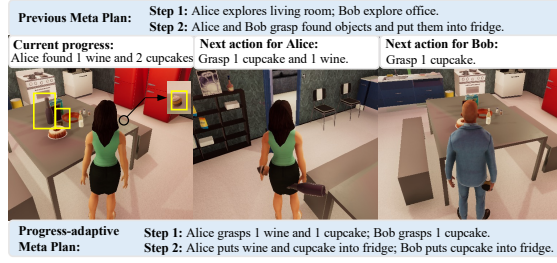 Previous Meta Plan:
Step 1: Alice explores living room; Bob explore office.
Step 2: Alice and Bob grasp found objects and put them into fridge.
Current progress:
Alice found 1 wine and 2 cupcakes
Next action for Alice:
Grasp 1 cupcake and 1 wine.
Next action for Bob:
Grasp 1 cupcake.
Progress-adaptive
Meta Plan:
Step 1: Alice grasps 1 wine and 1 cupcake; Bob grasps 1 cupcake.
Step 2: Alice puts wine and cupcake into fridge; Bob puts cupcake into fridge.